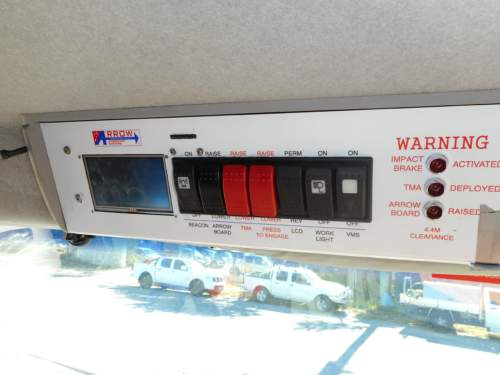 ARROW
WARNING
ON RAISE RAISE RAISE PERM ON ON
IMPACT BRAKE ACTIVATED
TMA DEPLOYED
ARROW BOARD RAISED
4.4M
CLEARANCE
OFF LOWER LOWER LOWER REV OFF OFF
BEACON ARROW BOARD TMA PRESS TO ENGAGE LCD WORK LIGHT VMS